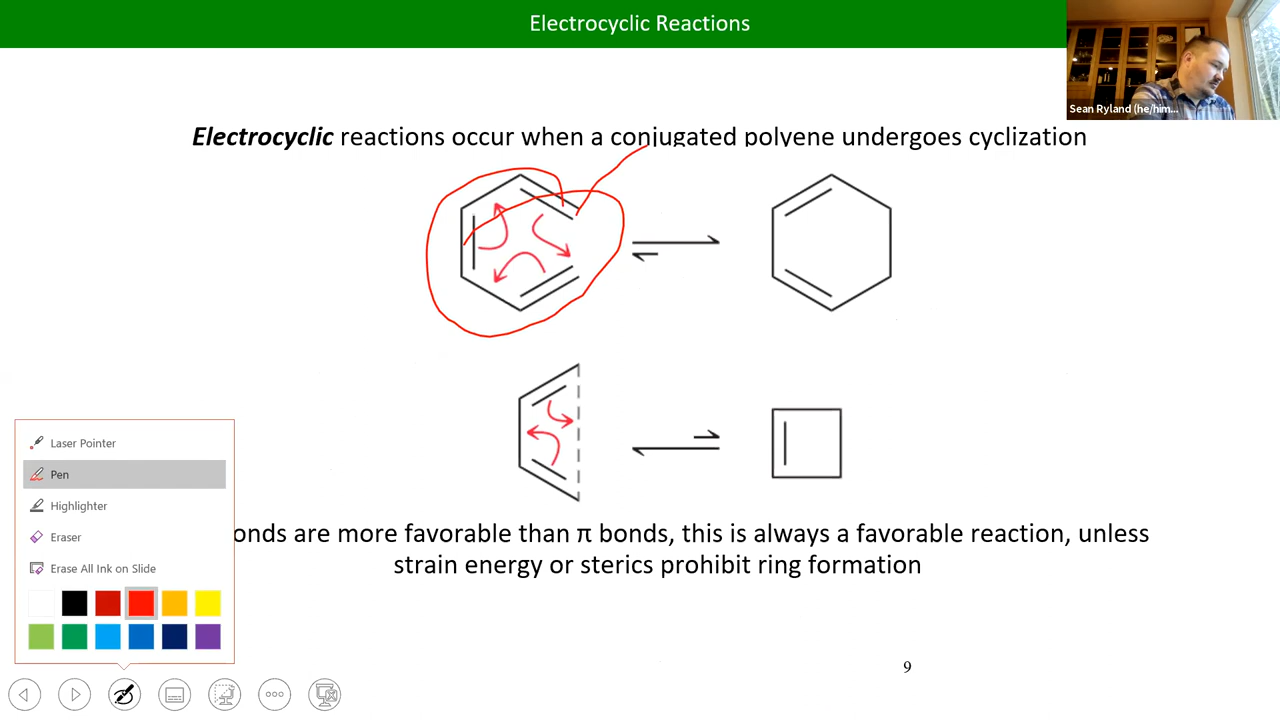 Electrocyclic Reactions
Sean Ryland (he/him...
Electrocyclic reactions occur when a conjugated polyene undergoes cyclization
Laser Pointer
Pen
Highlighter
Eraser
Erase All Ink on Slide
onds are more favorable than π bonds, this is always a favorable reaction, unless
strain energy or sterics prohibit ring formation
9